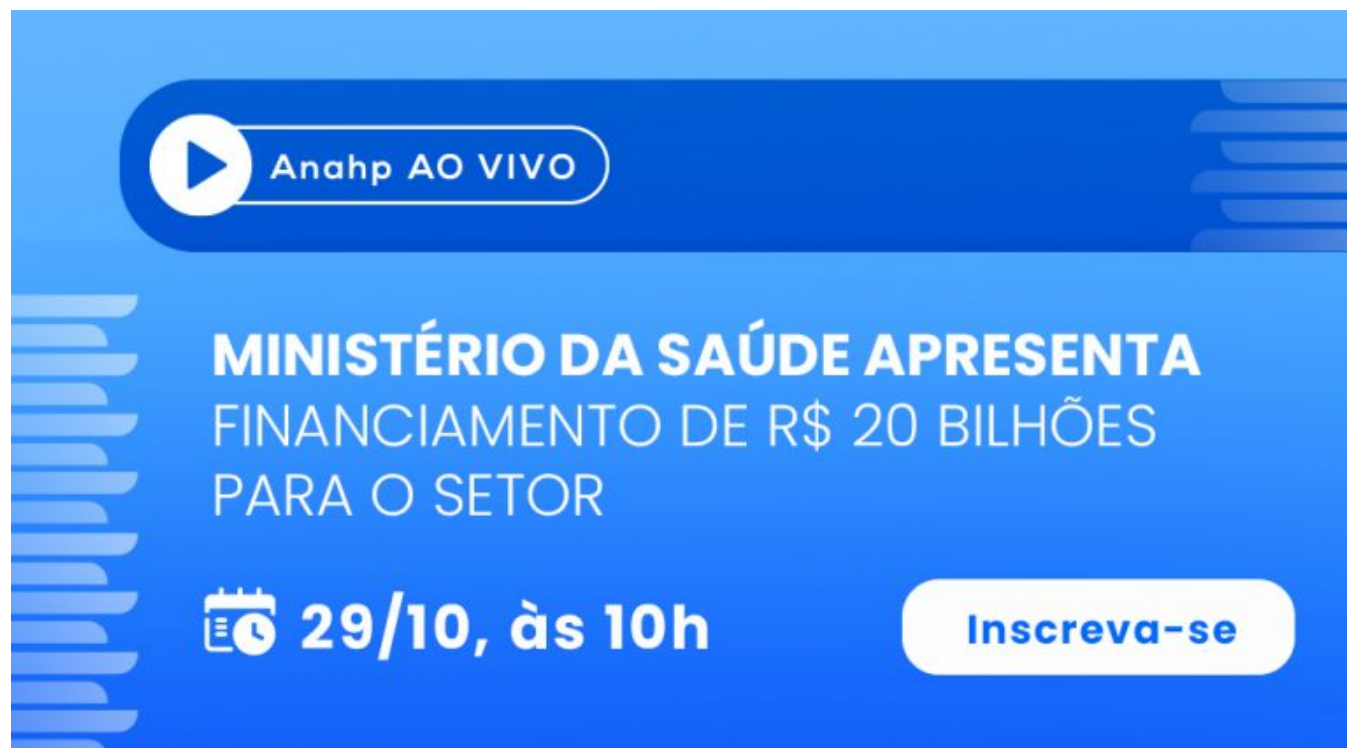 Anahp AO VIVO
MINISTÉRIO DA SAÚDE APRESENTA
FINANCIAMENTO DE R$ 20 BILHÕES
PARA O SETOR
29/10, às 10h
Inscreva-se